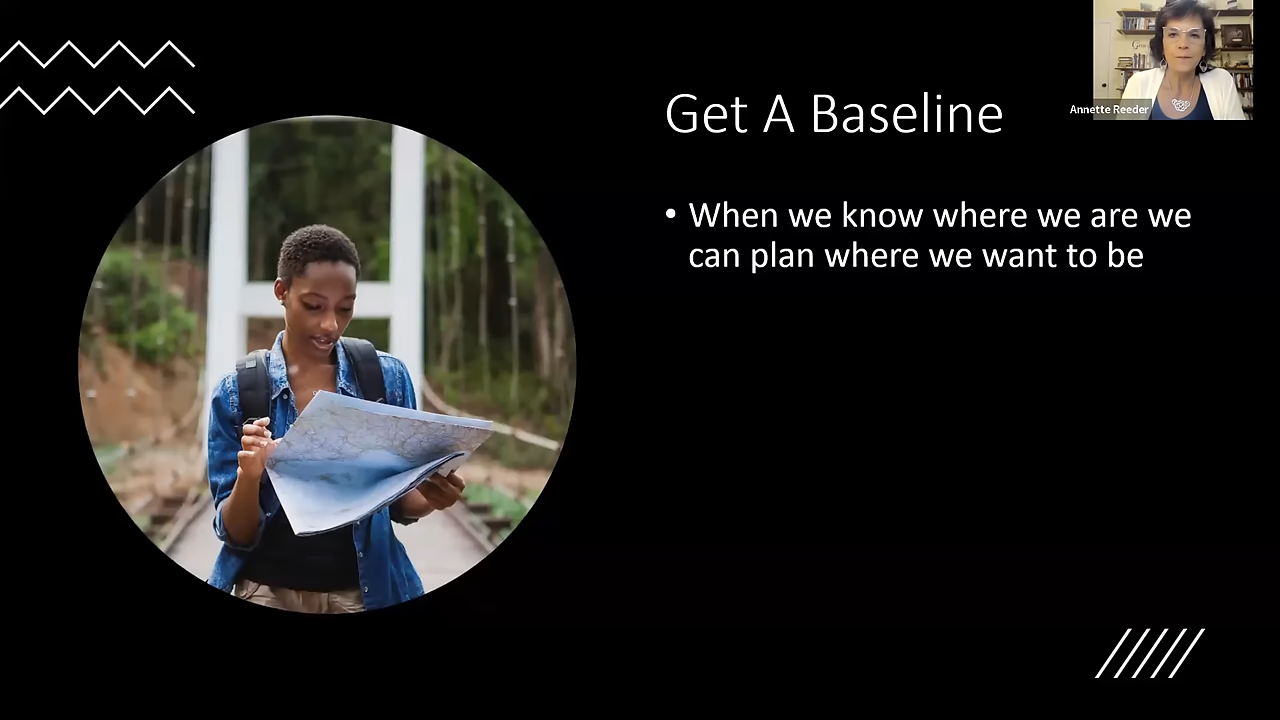 Get A Baseline
Annette Reeder
• When we know where we are we
can plan where we want to be